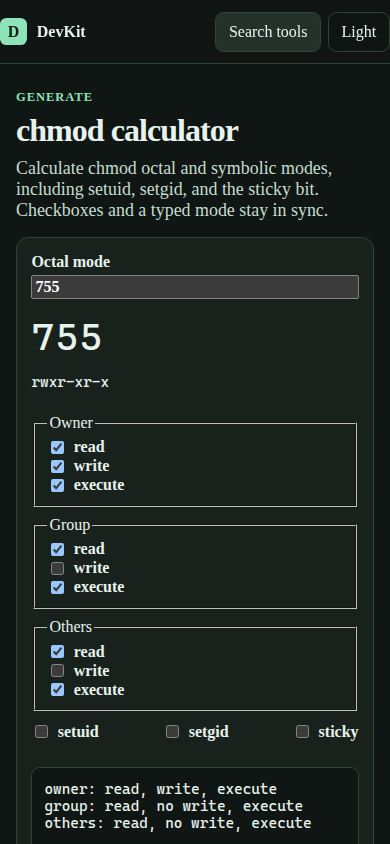 D DevKit Search tools Light
GENERATE
chmod calculator
Calculate chmod octal and symbolic modes,
including setuid, setgid, and the sticky bit.
Checkboxes and a typed mode stay in sync.
Octal mode
755
755
rwxr-xr-x
Owner
read
write
execute
Group
read
write
execute
Others
read
write
execute
setuid setgid sticky
owner: read, write, execute
group: read, no write, execute
others: read, no write, execute